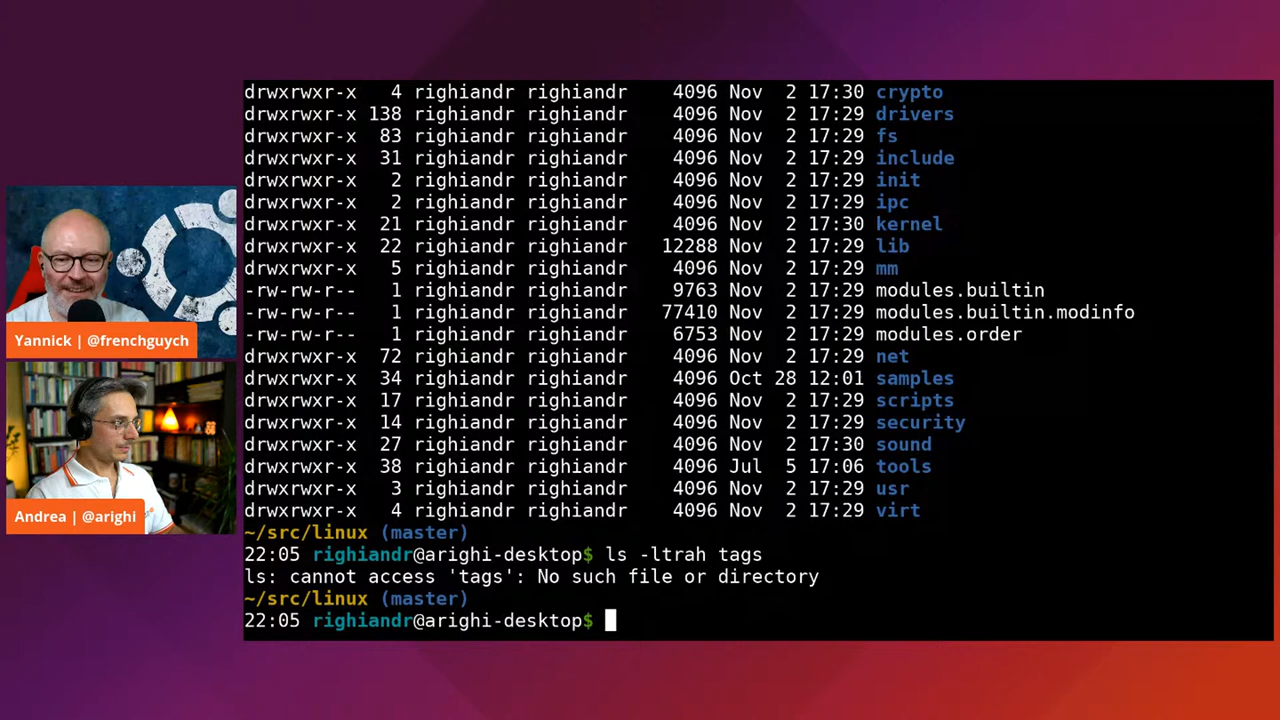 drwxrwxr-x 4 righiandr righiandr 4096 Nov 2 17:30 crypto
drwxrwxr-x 138 righiandr righiandr 4096 Nov 2 17:29 drivers
drwxrwxr-x 83 righiandr righiandr 4096 Nov 2 17:29 fs
drwxrwxr-x 31 righiandr righiandr 4096 Nov 2 17:29 include
drwxrwxr-x 2 righiandr righiandr 4096 Nov 2 17:29 init
drwxrwxr-x 2 righiandr righiandr 4096 Nov 2 17:29 ipc
drwxrwxr-x 21 righiandr righiandr 4096 Nov 2 17:30 kernel
drwxrwxr-x 22 righiandr righiandr 12288 Nov 2 17:29 lib
drwxrwxr-x 5 righiandr righiandr 4096 Nov 2 17:29 mm
-rw-rw-r-- 1 righiandr righiandr 9763 Nov 2 17:29 modules.builtin
-rw-rw-r-- 1 righiandr righiandr 77410 Nov 2 17:29 modules.builtin.modinfo
-rw-rw-r-- 1 righiandr righiandr 6753 Nov 2 17:29 modules.order
drwxrwxr-x 72 righiandr righiandr 4096 Nov 2 17:29 net
drwxrwxr-x 34 righiandr righiandr 4096 Oct 28 12:01 samples
drwxrwxr-x 17 righiandr righiandr 4096 Nov 2 17:29 scripts
drwxrwxr-x 14 righiandr righiandr 4096 Nov 2 17:29 security
drwxrwxr-x 27 righiandr righiandr 4096 Nov 2 17:30 sound
drwxrwxr-x 38 righiandr righiandr 4096 Jul 5 17:06 tools
drwxrwxr-x 3 righiandr righiandr 4096 Nov 2 17:29 usr
drwxrwxr-x 4 righiandr righiandr 4096 Nov 2 17:29 virt
~/src/linux (master)
22:05 righiandr@arighi-desktop$ ls -ltrah tags
ls: cannot access 'tags': No such file or directory
~/src/linux (master)
22:05 righiandr@arighi-desktop$
Yannick | @frenchguych
Andrea | @arighi